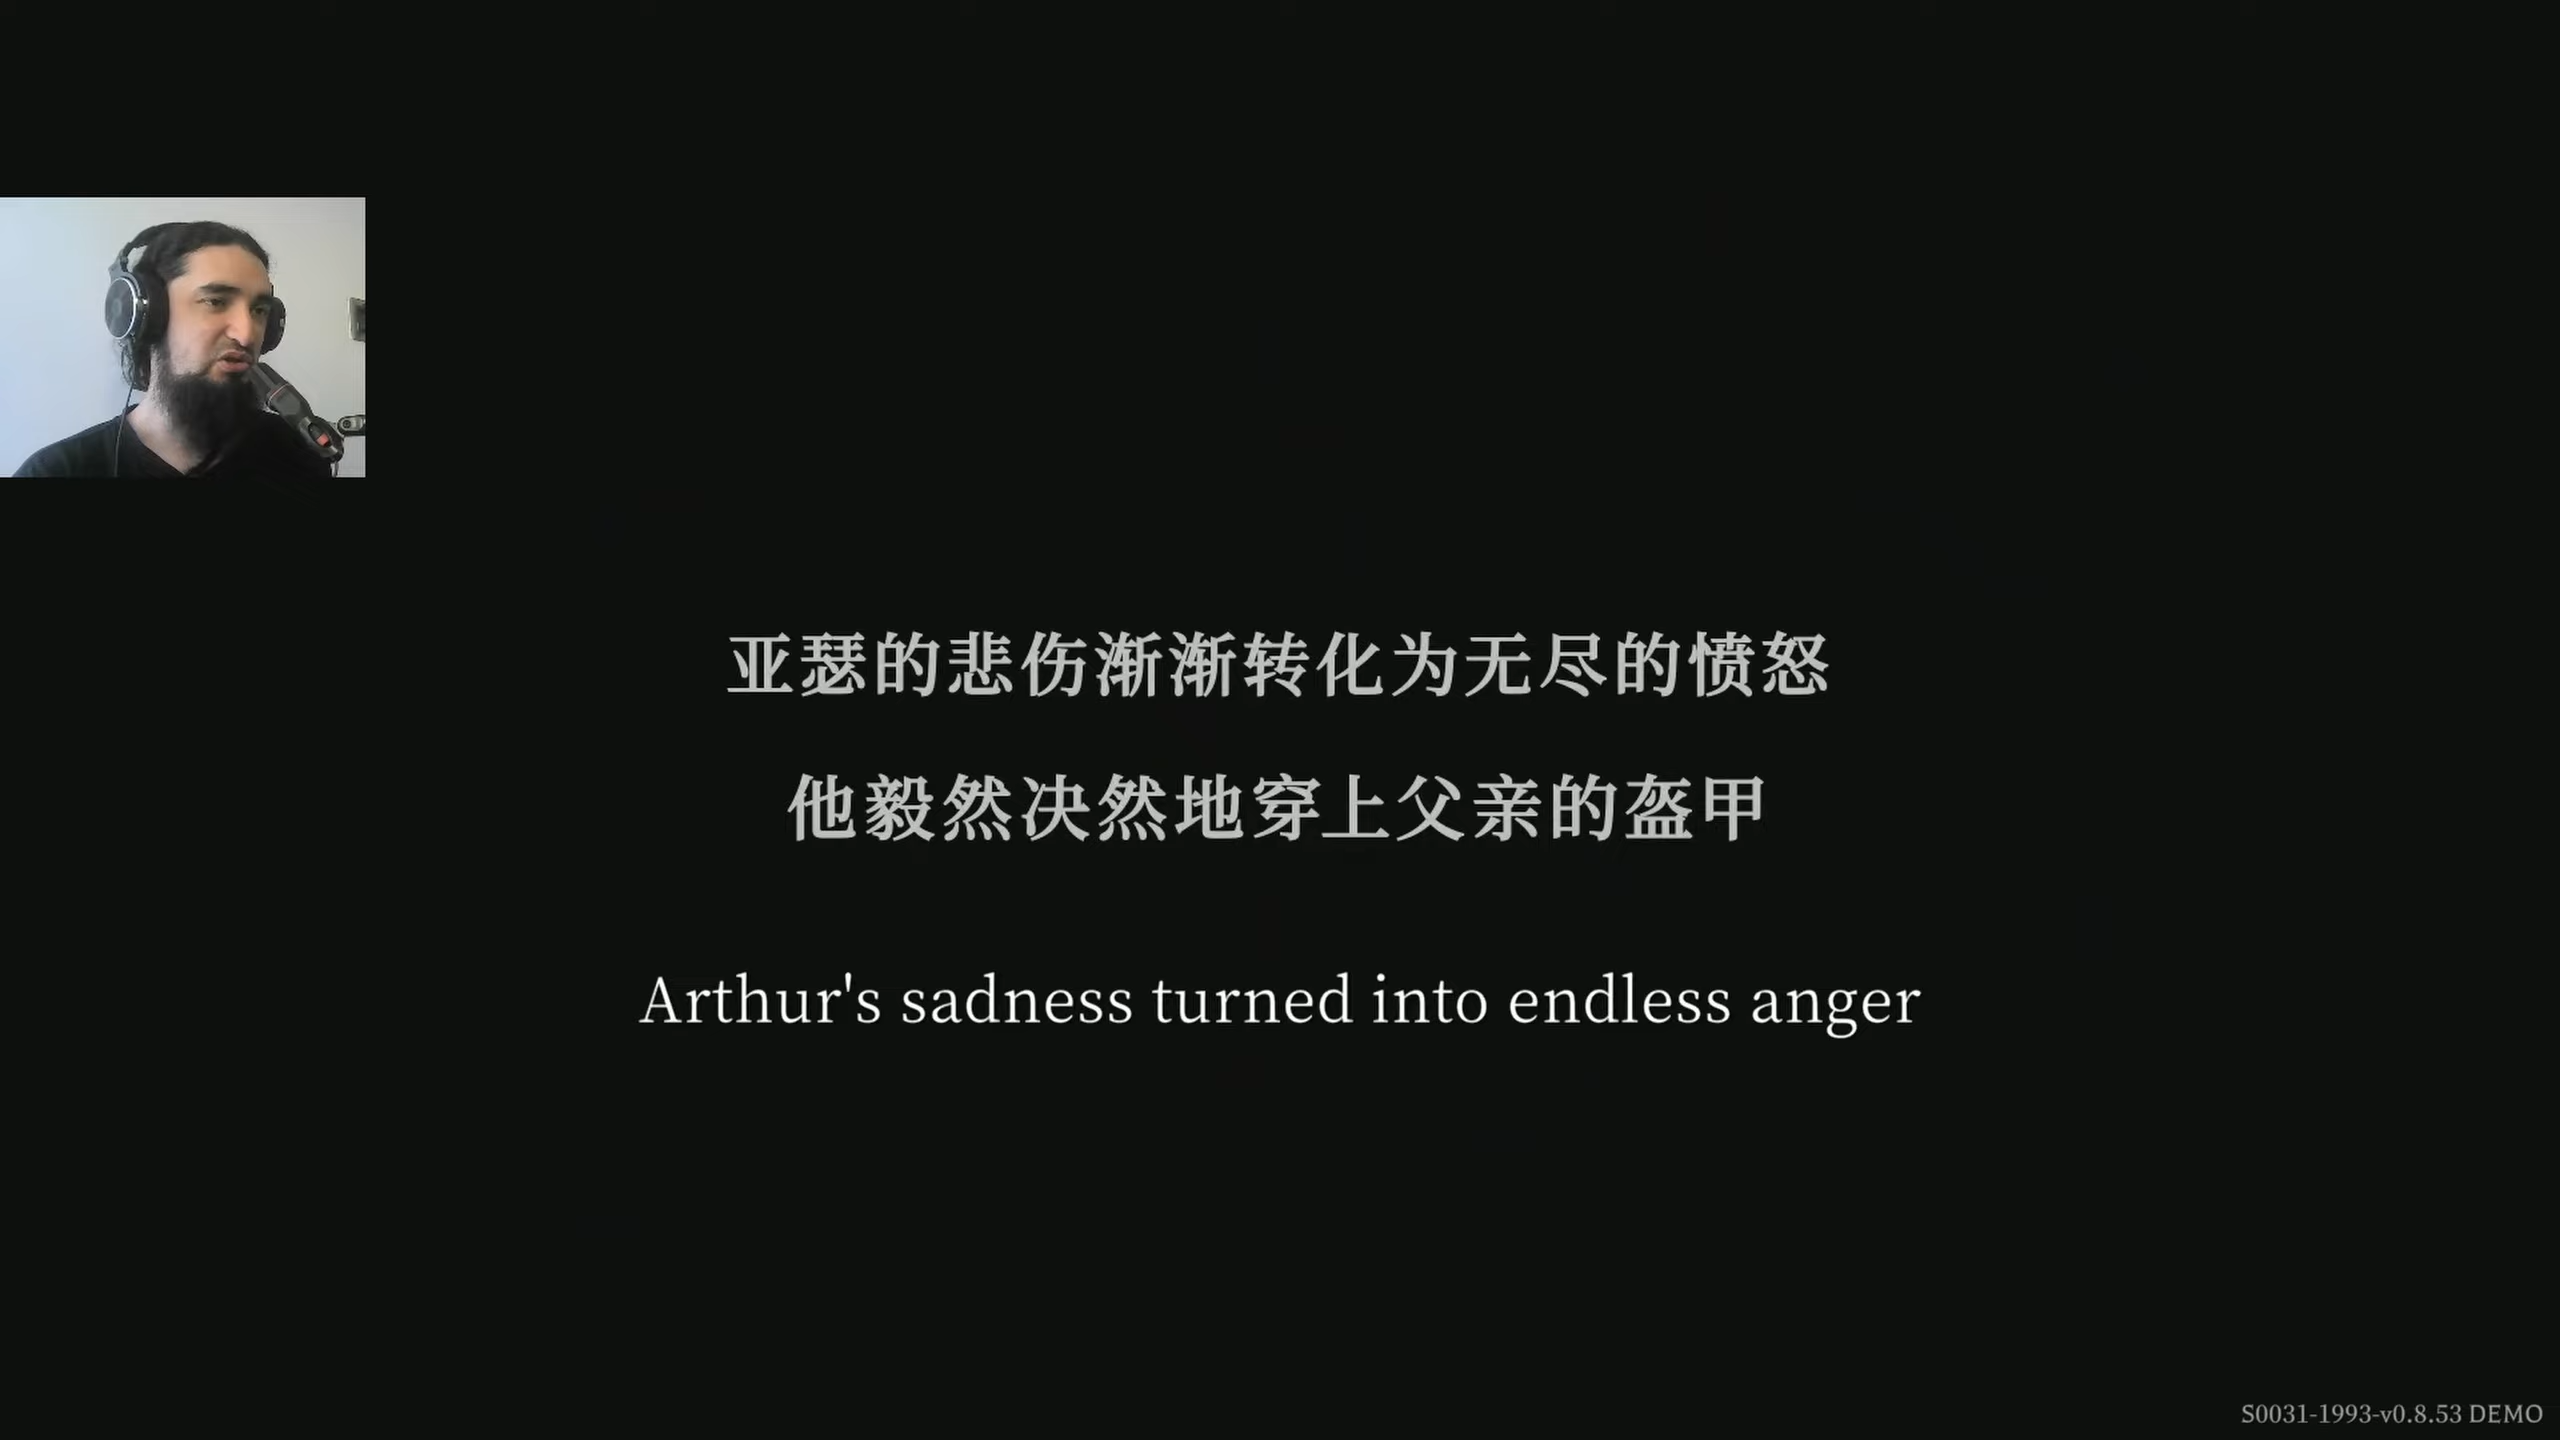 亚瑟的悲伤渐渐转化为无尽的愤怒
他毅然决然地穿上父亲的盔甲
Arthur's sadness turned into endless anger
S0031-1993-v0.8.53 DEMO